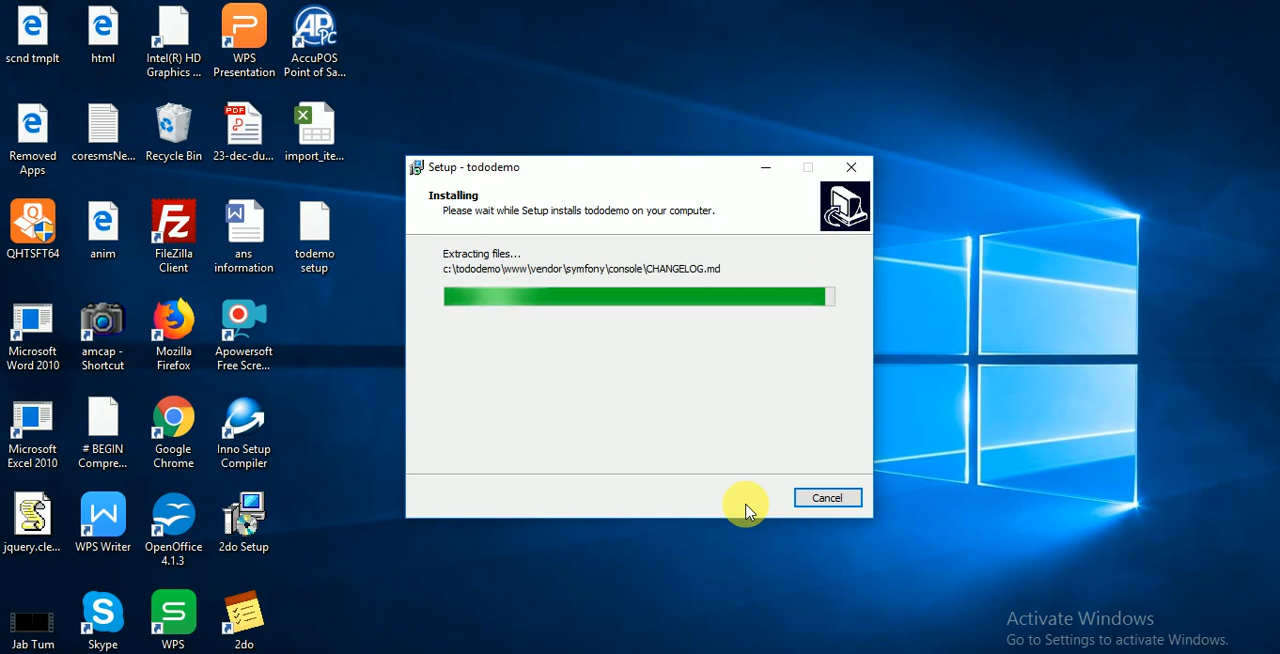 scnd tmplt
html
Intel(R) HD
Graphics ...
WPS
Presentation
AccuPOS
Point of Sa...
Removed
Apps
coresmsNe...
Recycle Bin
23-dec-du...
import_ite...
QHTSFT64
anim
FileZilla
Client
ans
information
todemo
setup
Microsoft
Word 2010
amcap -
Shortcut
Mozilla
Firefox
Apowersoft
Free Scre...
Microsoft
Excel 2010
# BEGIN
Compre...
Google
Chrome
Inno Setup
Compiler
jquery.cle...
WPS Writer
OpenOffice
4.1.3
2do Setup
Jab Tum
Skype
WPS
2do
Setup - tododemo
Installing
Please wait while Setup installs tododemo on your computer.
Extracting files...
c:\tododemo\www\vendor\symfony\console\CHANGELOG.md
Cancel
Activate Windows
Go to Settings to activate Windows.